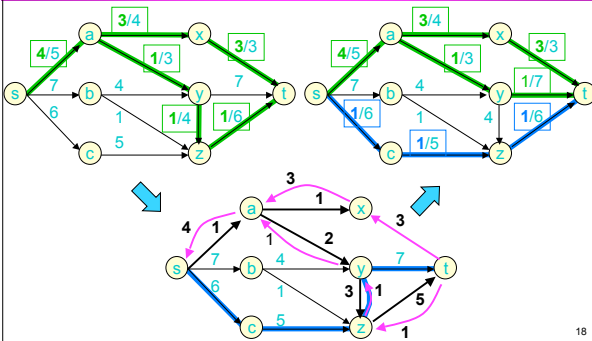 3/4 3/4
a x a x
4/5 1/3 3/3 4/5 1/3 3/3
s 7 b 4 y 7 t s 7 b 4 y 1/7 t
6 1 1/4 1/6 1/6 1 4 1/6
5 1/5
c z c z
3
a 1 x
4 1 1 2 3
s 7 b 4 y 7 t
6 1 3 1 5
c 5 z 1
18